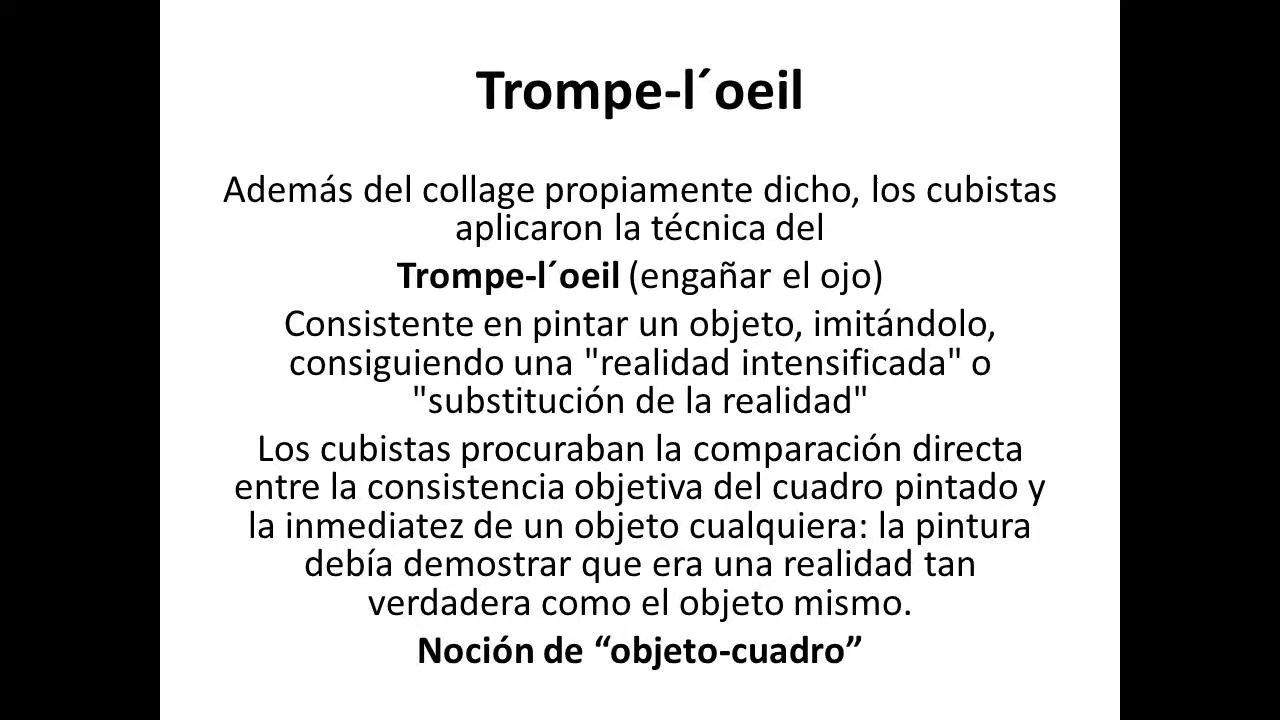 Trompe-l´oeil
Además del collage propiamente dicho, los cubistas
aplicaron la técnica del
Trompe-l´oeil (engañar el ojo)
Consistente en pintar un objeto, imitándolo,
consiguiendo una "realidad intensificada" o
"substitución de la realidad"
Los cubistas procuraban la comparación directa
entre la consistencia objetiva del cuadro pintado y
la inmediatez de un objeto cualquiera: la pintura
debía demostrar que era una realidad tan
verdadera como el objeto mismo.
Noción de “objeto-cuadro”